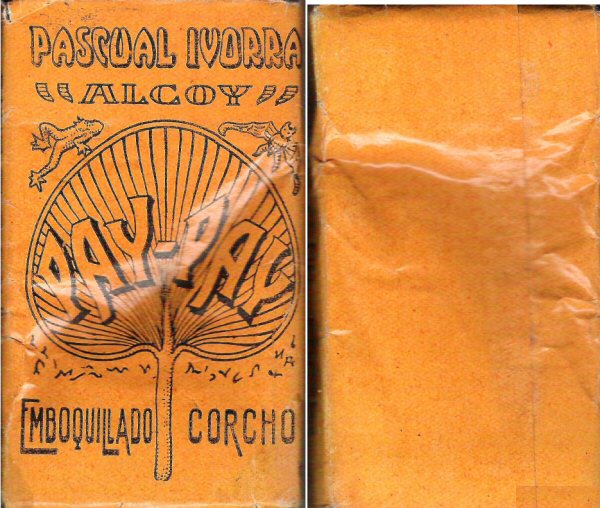 PASCUAL IVORRA
ALCOY
PAY-PAY
EMBOQUILLADO CORCHO